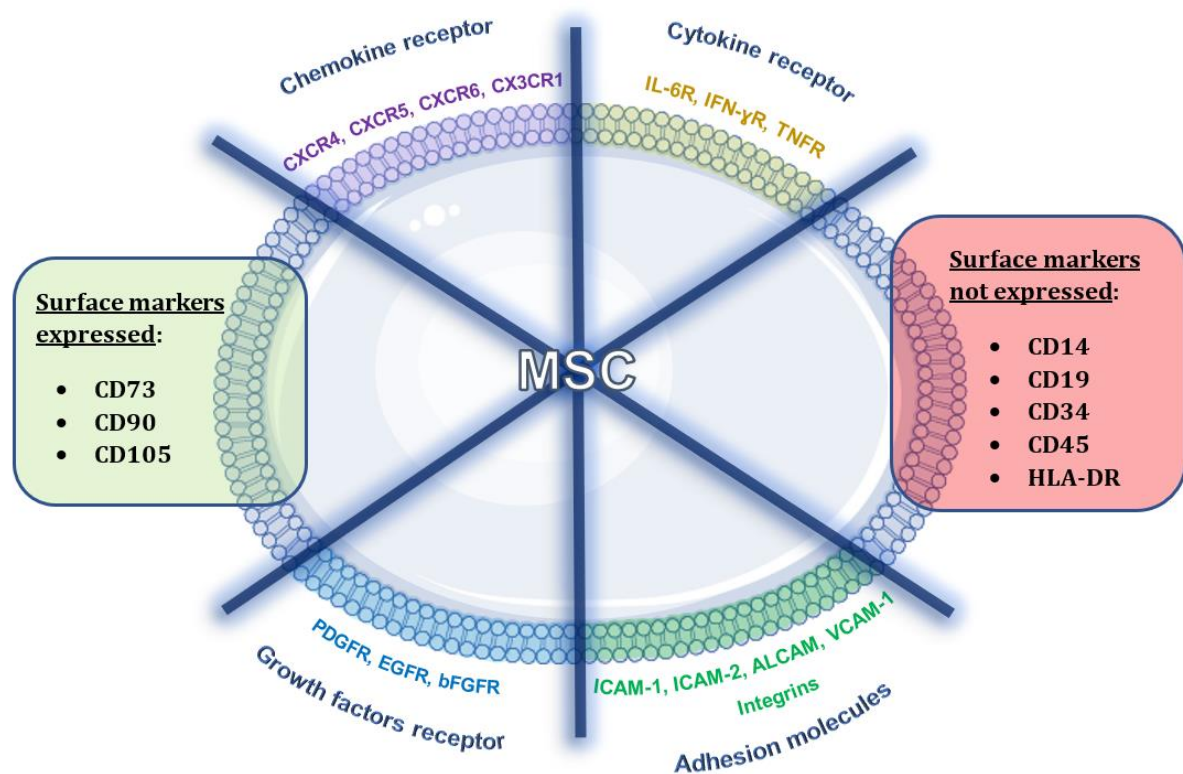 Chemokine receptor
CXCR4, CXCR5, CXCR6, CX3CR1
Cytokine receptor
IL-6R, IFN-ɣR, TNFR
Surface markers
expressed:
• CD73
• CD90
• CD105
MSC
Surface markers
not expressed:
• CD14
• CD19
• CD34
• CD45
• HLA-DR
PDGFR, EGFR, bFGFR
Growth factors receptor
ICAM-1, ICAM-2, ALCAM, VCAM-1
Integrins
Adhesion molecules